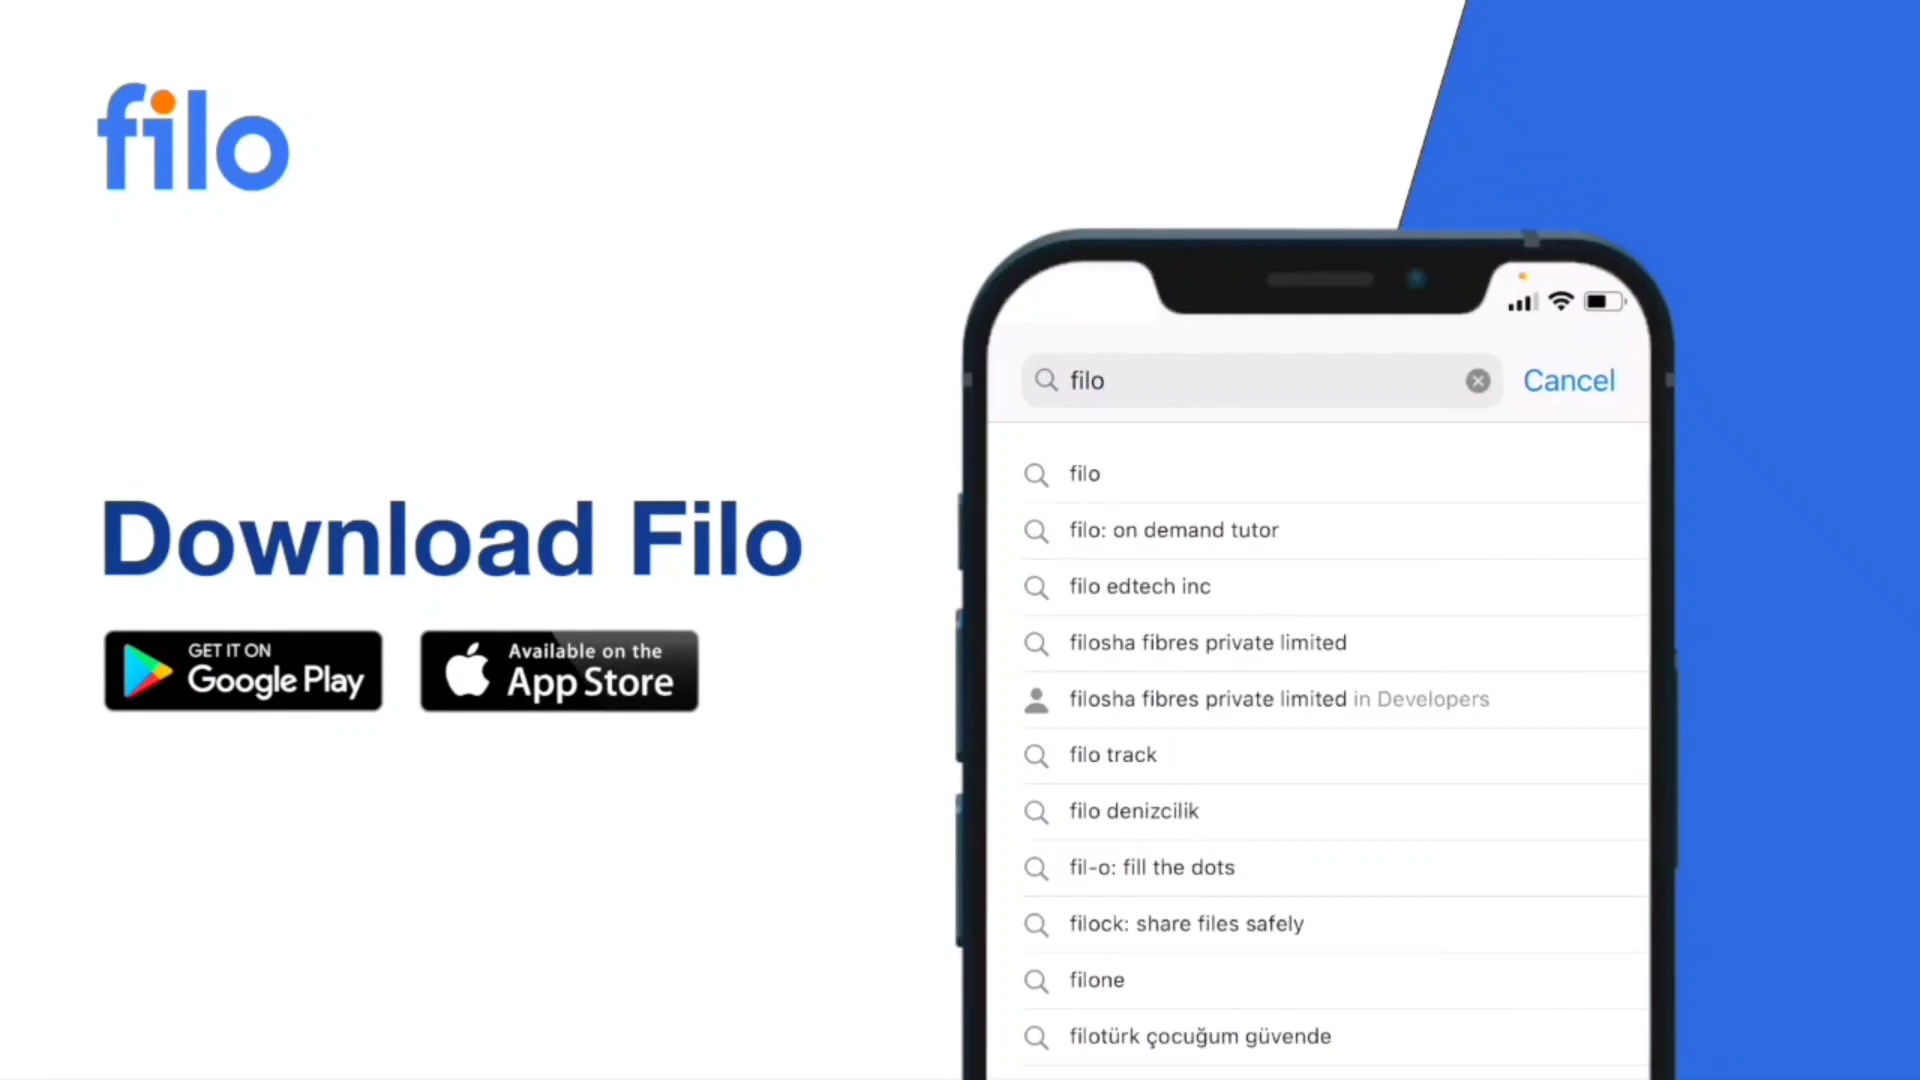 filo
Download Filo
GET IT ON
Google Play
Available on the
App Store
filo
Cancel
filo
filo: on demand tutor
filo edtech inc
filosha fibres private limited
filosha fibres private limited in Developers
filo track
filo denizcilik
fil-o: fill the dots
filock: share files safely
filone
filotürk çocuğum güvende